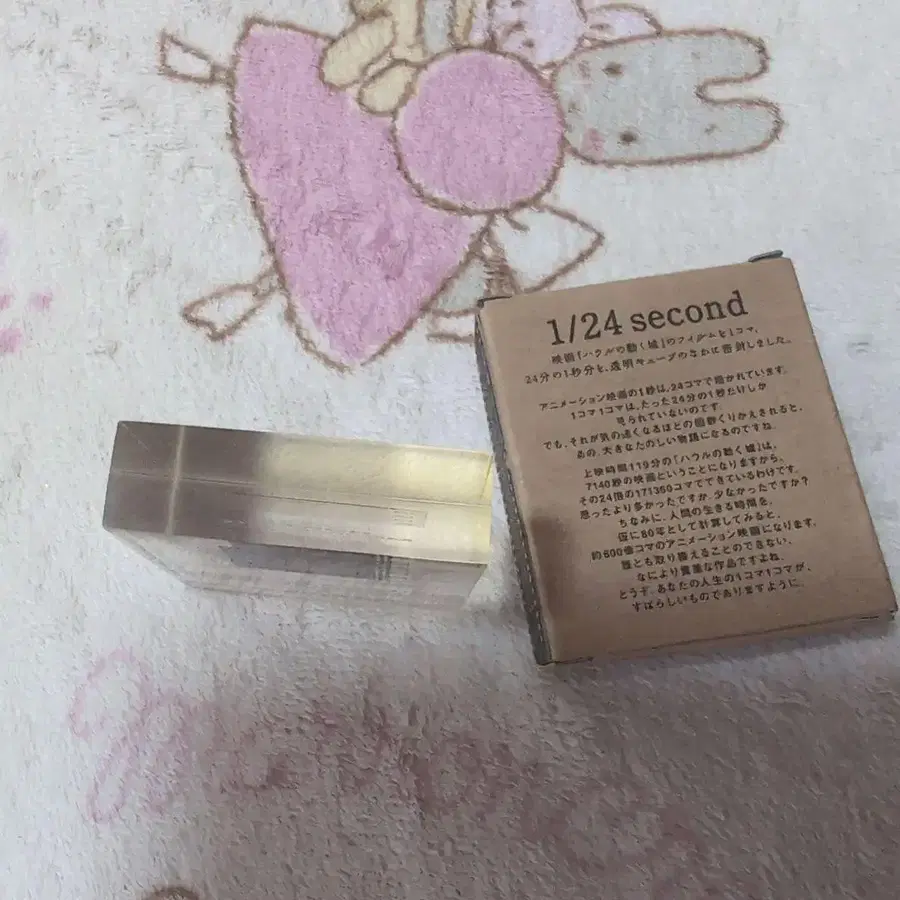 1/24 second
映画「ハウルの動く城」のフィルムを1コマ、
24分の1秒分を、透明キューブのなかに密封しました。
アニメーション映画の1秒は、24コマで描かれています。
1コマ1コマは、たった24分の1秒だけしか
見られていないのです。
でも、それが気の遠くなるほどの回数くりかえされると、
あの、大きなたのしい物語になるのですね。
上映時間119分の「ハウルの動く城」は、
7140秒の映画ということになりますから、
その24倍の171360コマでできているわけです。
思ったより多かったですか、少なかったですか?
ちなみに、人間の生きる時間を、
仮に80年として計算してみると、
約600億コマのアニメーション映画になります。
誰とも取り換えることのできない、
なにより貴重な作品ですよね。
どうぞ、あなたの人生の1コマ1コマが、
すばらしいものでありますように。